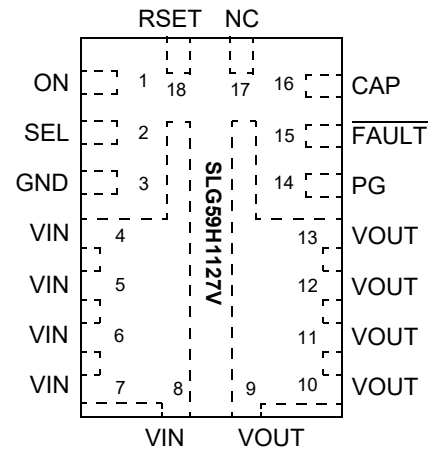 RSET NC
ON 1 18 17 16 CAP
SEL 2 15 FAULT
GND 3 14 PG
SLG59H1127V
VIN 4 13 VOUT
VIN 5 12 VOUT
VIN 6 11 VOUT
VIN 7 8 9 10 VOUT
VIN VOUT